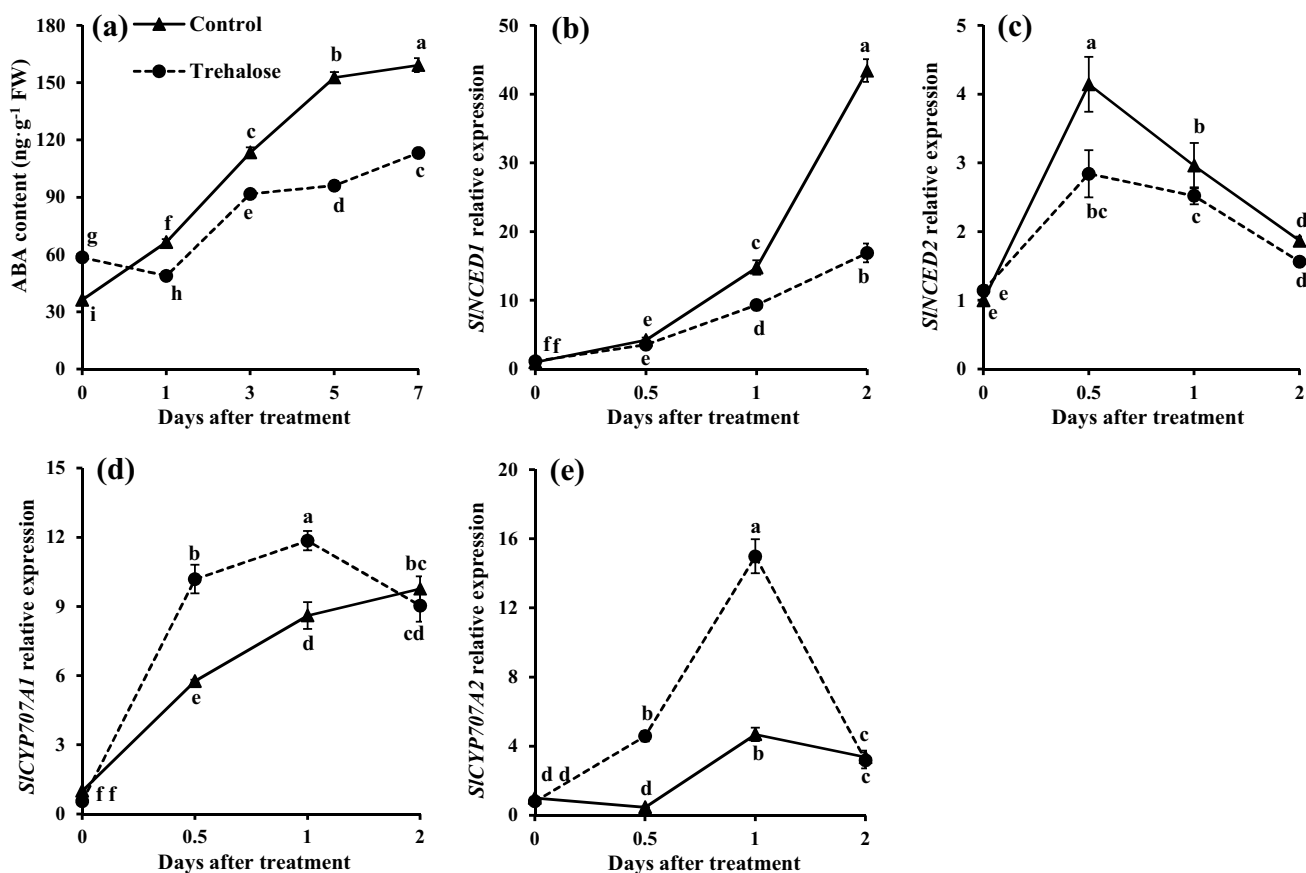 (a)
Control
Trehalose
ABA content (ng·g⁻¹ FW)
180
150
120
90
60
30
0
g
i
f
h
c
e
b
d
a
c
0 1 3 5 7
Days after treatment
(b)
SlNCED1 relative expression
50
40
30
20
10
0
f f
e
e
c
d
a
b
0 0.5 1 2
Days after treatment
(c)
SlNCED2 relative expression
5
4
3
2
1
0
e
e
a
bc
b
c
d
d
0 0.5 1 2
Days after treatment
(d)
SlCYP707A1 relative expression
15
12
9
6
3
0
f f
b
e
a
d
bc
cd
0 0.5 1 2
Days after treatment
(e)
SlCYP707A2 relative expression
20
16
12
8
4
0
d d
b
d
a
b
c
c
0 0.5 1 2
Days after treatment